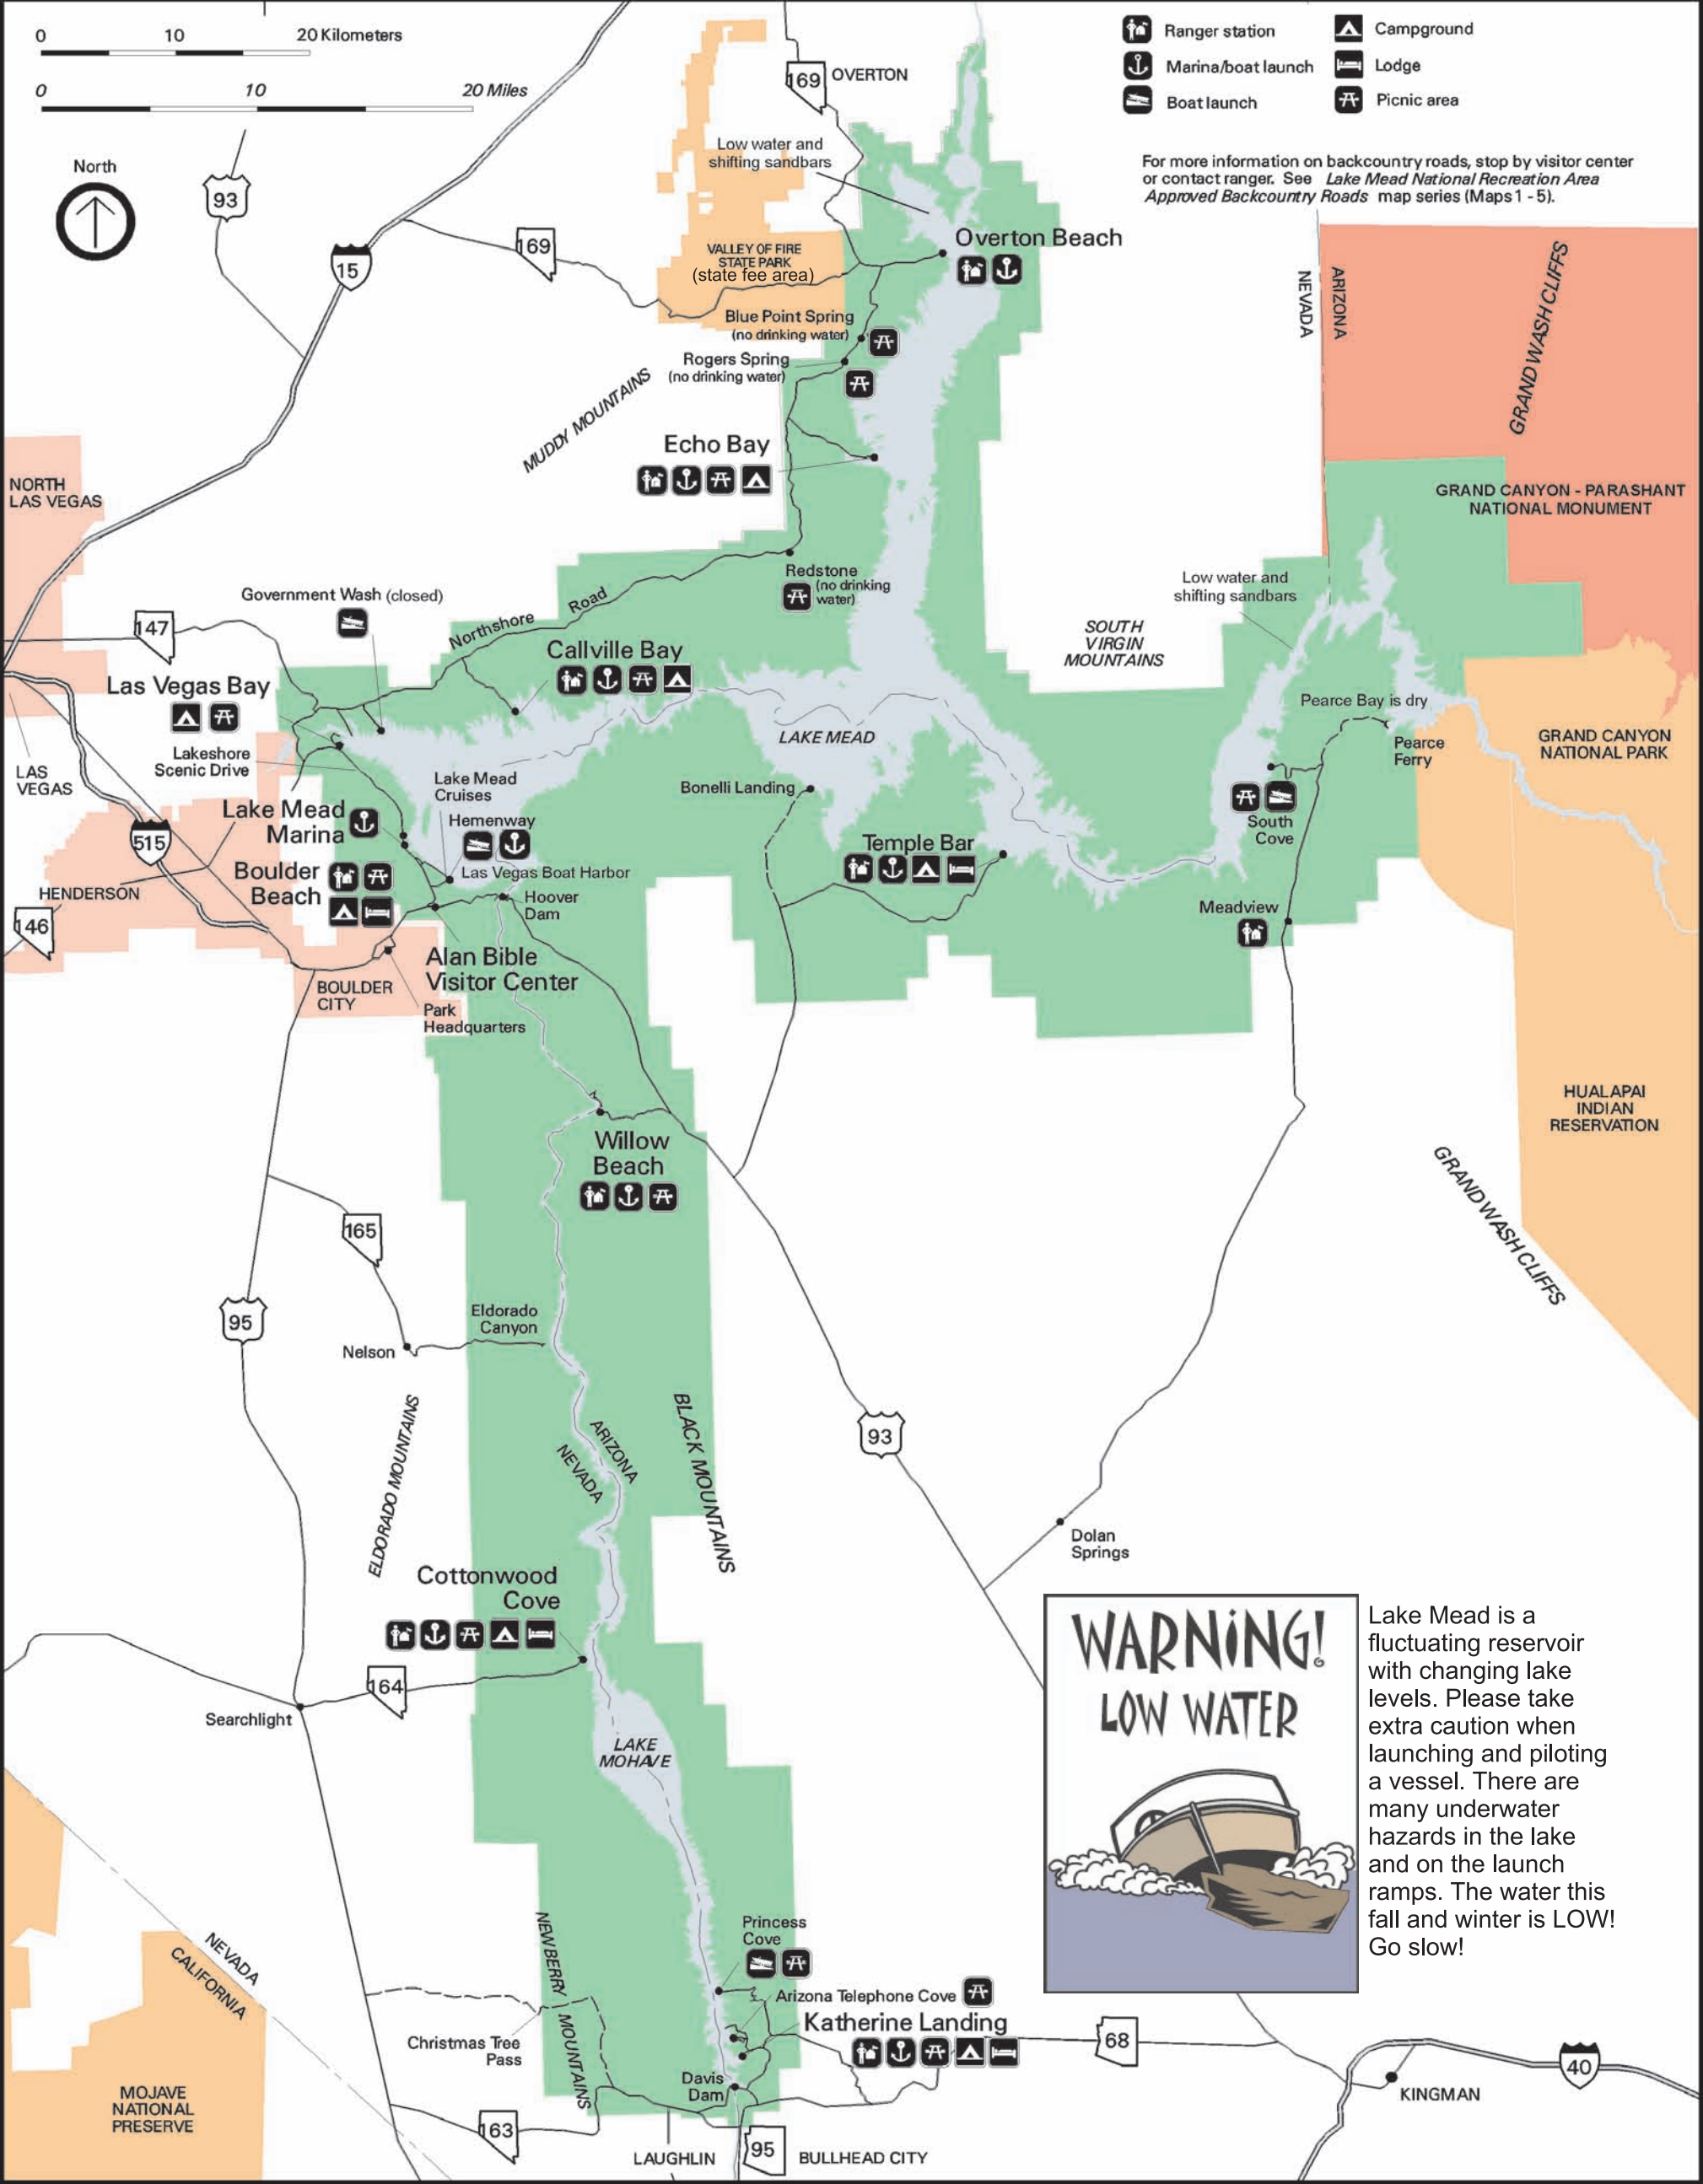 0 10 20 Kilometers
0 10 20 Miles
North
Ranger station
Marina/boat launch
Boat launch
Campground
Lodge
Picnic area
For more information on backcountry roads, stop by visitor center
or contact ranger. See Lake Mead National Recreation Area
Approved Backcountry Roads map series (Maps 1 - 5).
93
15
169
169
OVERTON
Low water and
shifting sandbars
Overton Beach
VALLEY OF FIRE
STATE PARK
(state fee area)
Blue Point Spring
(no drinking water)
Rogers Spring
(no drinking water)
MUDDY MOUNTAINS
Echo Bay
NEVADA
ARIZONA
GRAND WASH CLIFFS
GRAND CANYON - PARASHANT
NATIONAL MONUMENT
NORTH
LAS VEGAS
Redstone
(no drinking
water)
Government Wash (closed)
Northshore Road
147
Callville Bay
Low water and
shifting sandbars
SOUTH
VIRGIN
MOUNTAINS
Las Vegas Bay
Lakeshore
Scenic Drive
LAS
VEGAS
LAKE MEAD
Pearce Bay is dry
Pearce
Ferry
GRAND CANYON
NATIONAL PARK
Lake Mead
Cruises
Bonelli Landing
Lake Mead
Marina
Hemenway
515
South
Cove
Temple Bar
Boulder
Beach
Las Vegas Boat Harbor
HENDERSON
Hoover
Dam
146
Meadview
Alan Bible
Visitor Center
BOULDER
CITY
Park
Headquarters
HUALAPAI
INDIAN
RESERVATION
Willow
Beach
GRAND WASH CLIFFS
165
95
Eldorado
Canyon
Nelson
ELDORADO MOUNTAINS
BLACK MOUNTAINS
ARIZONA
NEVADA
93
Dolan
Springs
Cottonwood
Cove
164
Searchlight
LAKE
MOHAVE
WARNiNG!
LOW WATER
Lake Mead is a
fluctuating reservoir
with changing lake
levels. Please take
extra caution when
launching and piloting
a vessel. There are
many underwater
hazards in the lake
and on the launch
ramps. The water this
fall and winter is LOW!
Go slow!
NEVADA
CALIFORNIA
NEWBERRY MOUNTAINS
Princess
Cove
Arizona Telephone Cove
Katherine Landing
68
Christmas Tree
Pass
Davis
Dam
40
KINGMAN
MOJAVE
NATIONAL
PRESERVE
163
LAUGHLIN
95
BULLHEAD CITY